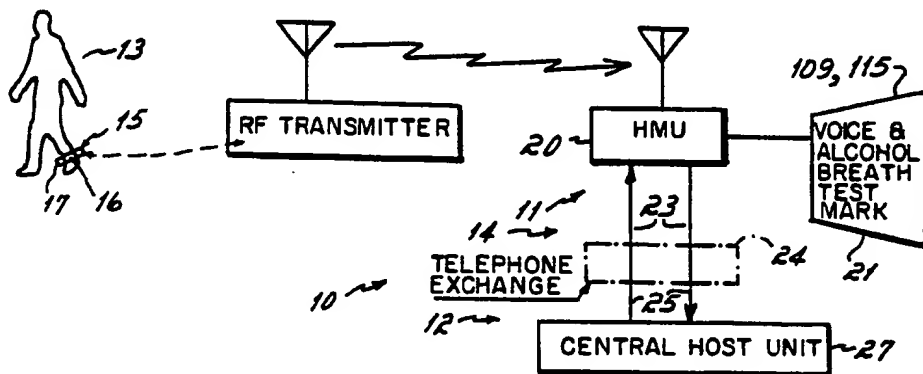 13
15
17
16
RF TRANSMITTER
20
HMU
109, 115
VOICE &
ALCOHOL
BREATH
TEST
MARK
21
11
14
23
24
TELEPHONE
EXCHANGE
10
12
25
CENTRAL HOST UNIT
27